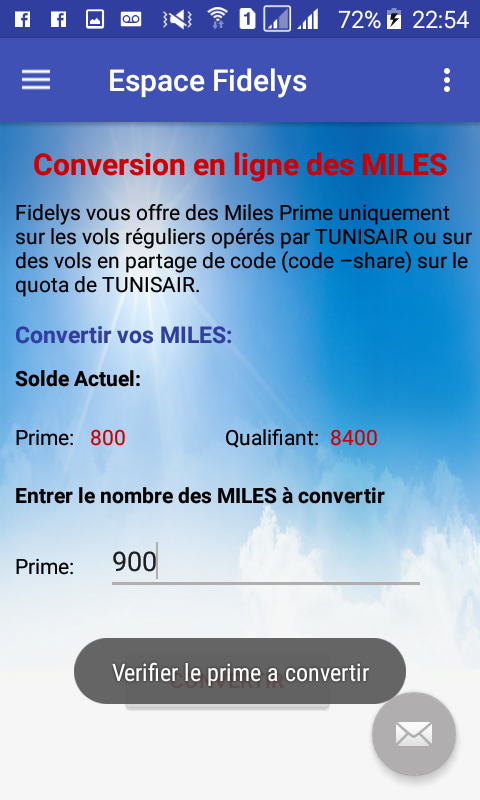 1 72% 22:54
Espace Fidelys
Conversion en ligne des MILES
Fidelys vous offre des Miles Prime uniquement
sur les vols réguliers opérés par TUNISAIR ou sur
des vols en partage de code (code –share) sur le
quota de TUNISAIR.
Convertir vos MILES:
Solde Actuel:
Prime: 800 Qualifiant: 8400
Entrer le nombre des MILES à convertir
Prime: 900
Verifier le prime a convertir
CONVERTIR